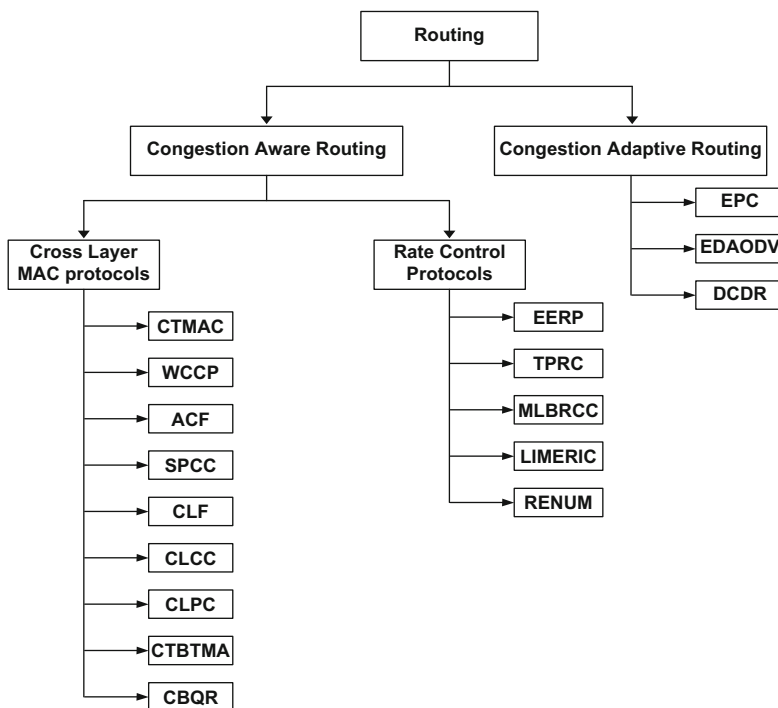 Routing
Congestion Aware Routing
Congestion Adaptive Routing
EPC
EDAODV
DCDR
Cross Layer
MAC protocols
Rate Control
Protocols
CTMAC
WCCP
ACF
SPCC
CLF
CLCC
CLPC
CTBTMA
CBQR
EERP
TPRC
MLBRCC
LIMERIC
RENUM